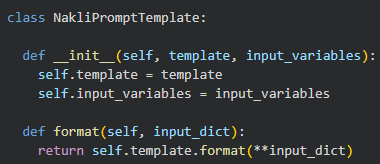 class NakliPromptTemplate:
  def __init__(self, template, input_variables):
    self.template = template
    self.input_variables = input_variables
  def format(self, input_dict):
    return self.template.format(**input_dict)